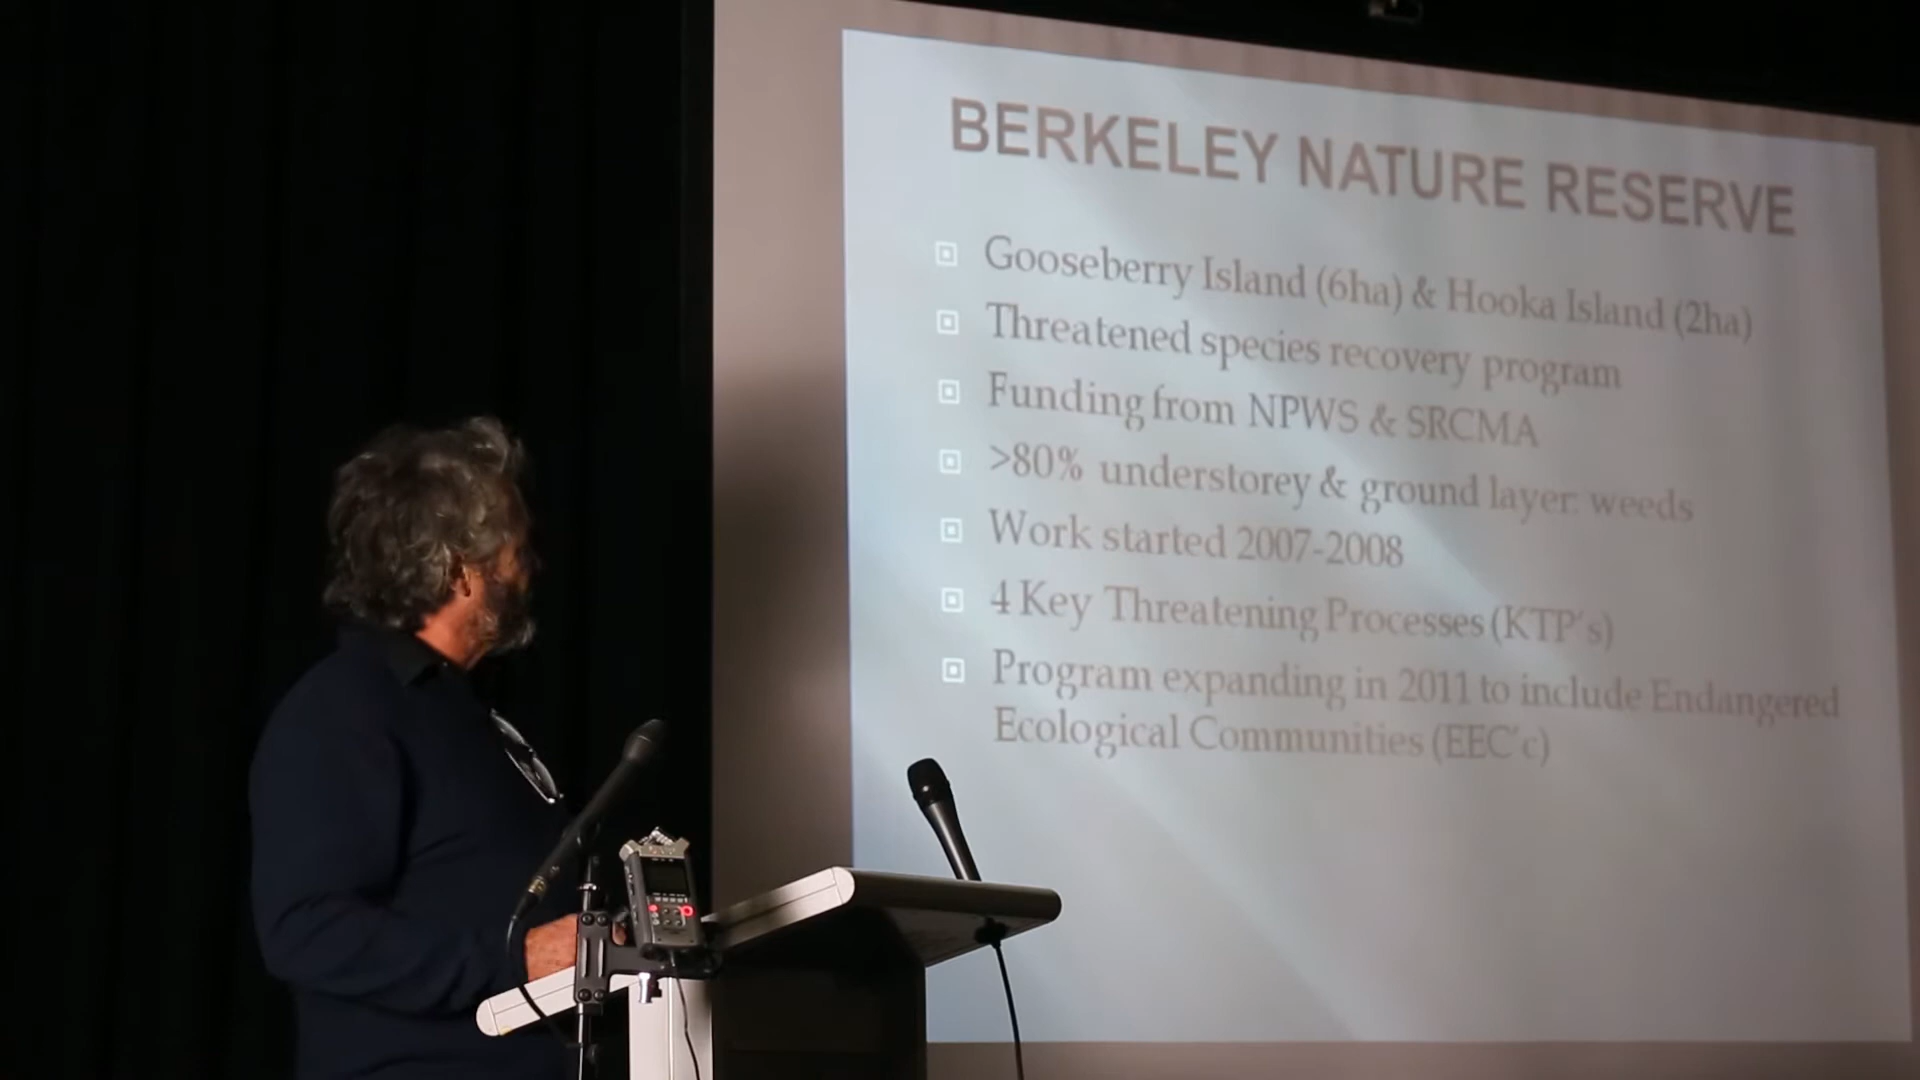 BERKELEY NATURE RESERVE
Gooseberry Island (6ha) & Hooka Island (2ha)
Threatened species recovery program
Funding from NPWS & SRCMA
>80% understorey & ground layer: weeds
Work started 2007-2008
4 Key Threatening Processes (KTP's)
Program expanding in 2011 to include Endangered
Ecological Communities (EEC'c)